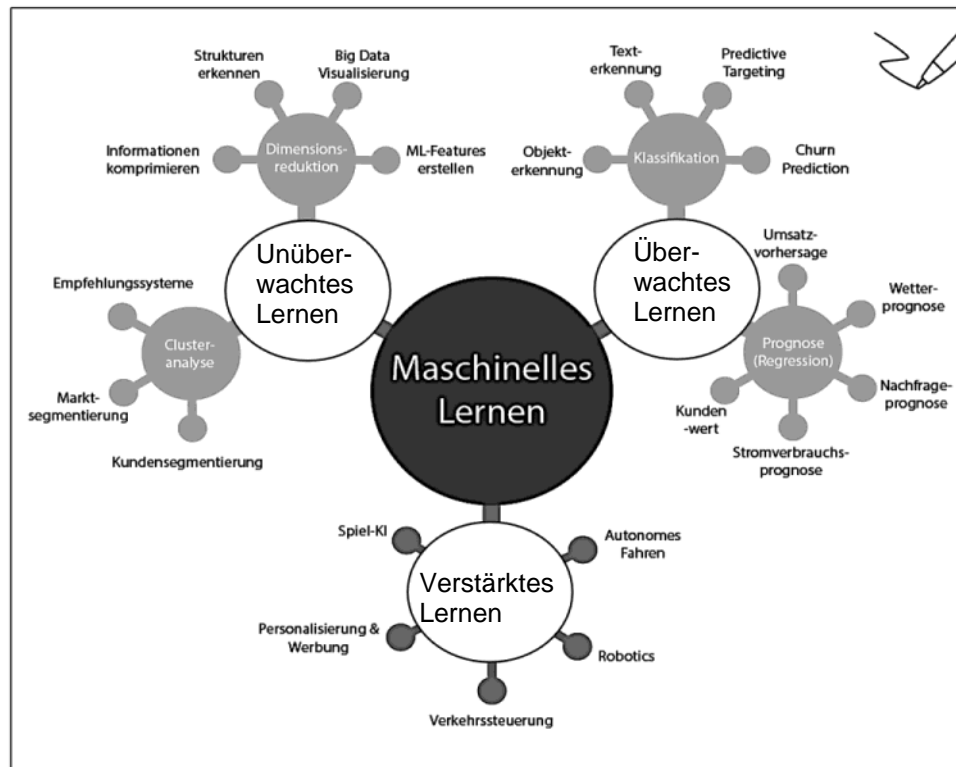 Strukturen
erkennen
Big Data
Visualisierung
Informationen
komprimieren
Dimensions-
reduktion
ML-Features
erstellen
Text-
erkennung
Predictive
Targeting
Objekt-
erkennung
Klassifikation
Churn
Prediction
Unüber-
wachtes
Lernen
Über-
wachtes
Lernen
Empfehlungssysteme
Cluster-
analyse
Markt-
segmentierung
Kundensegmentierung
Umsatz-
vorhersage
Wetter-
prognose
Prognose
(Regression)
Nachfrage-
prognose
Kunden
-wert
Stromverbrauchs-
prognose
Maschinelles
Lernen
Spiel-KI
Autonomes
Fahren
Verstärktes
Lernen
Personalisierung &
Werbung
Robotics
Verkehrssteuerung